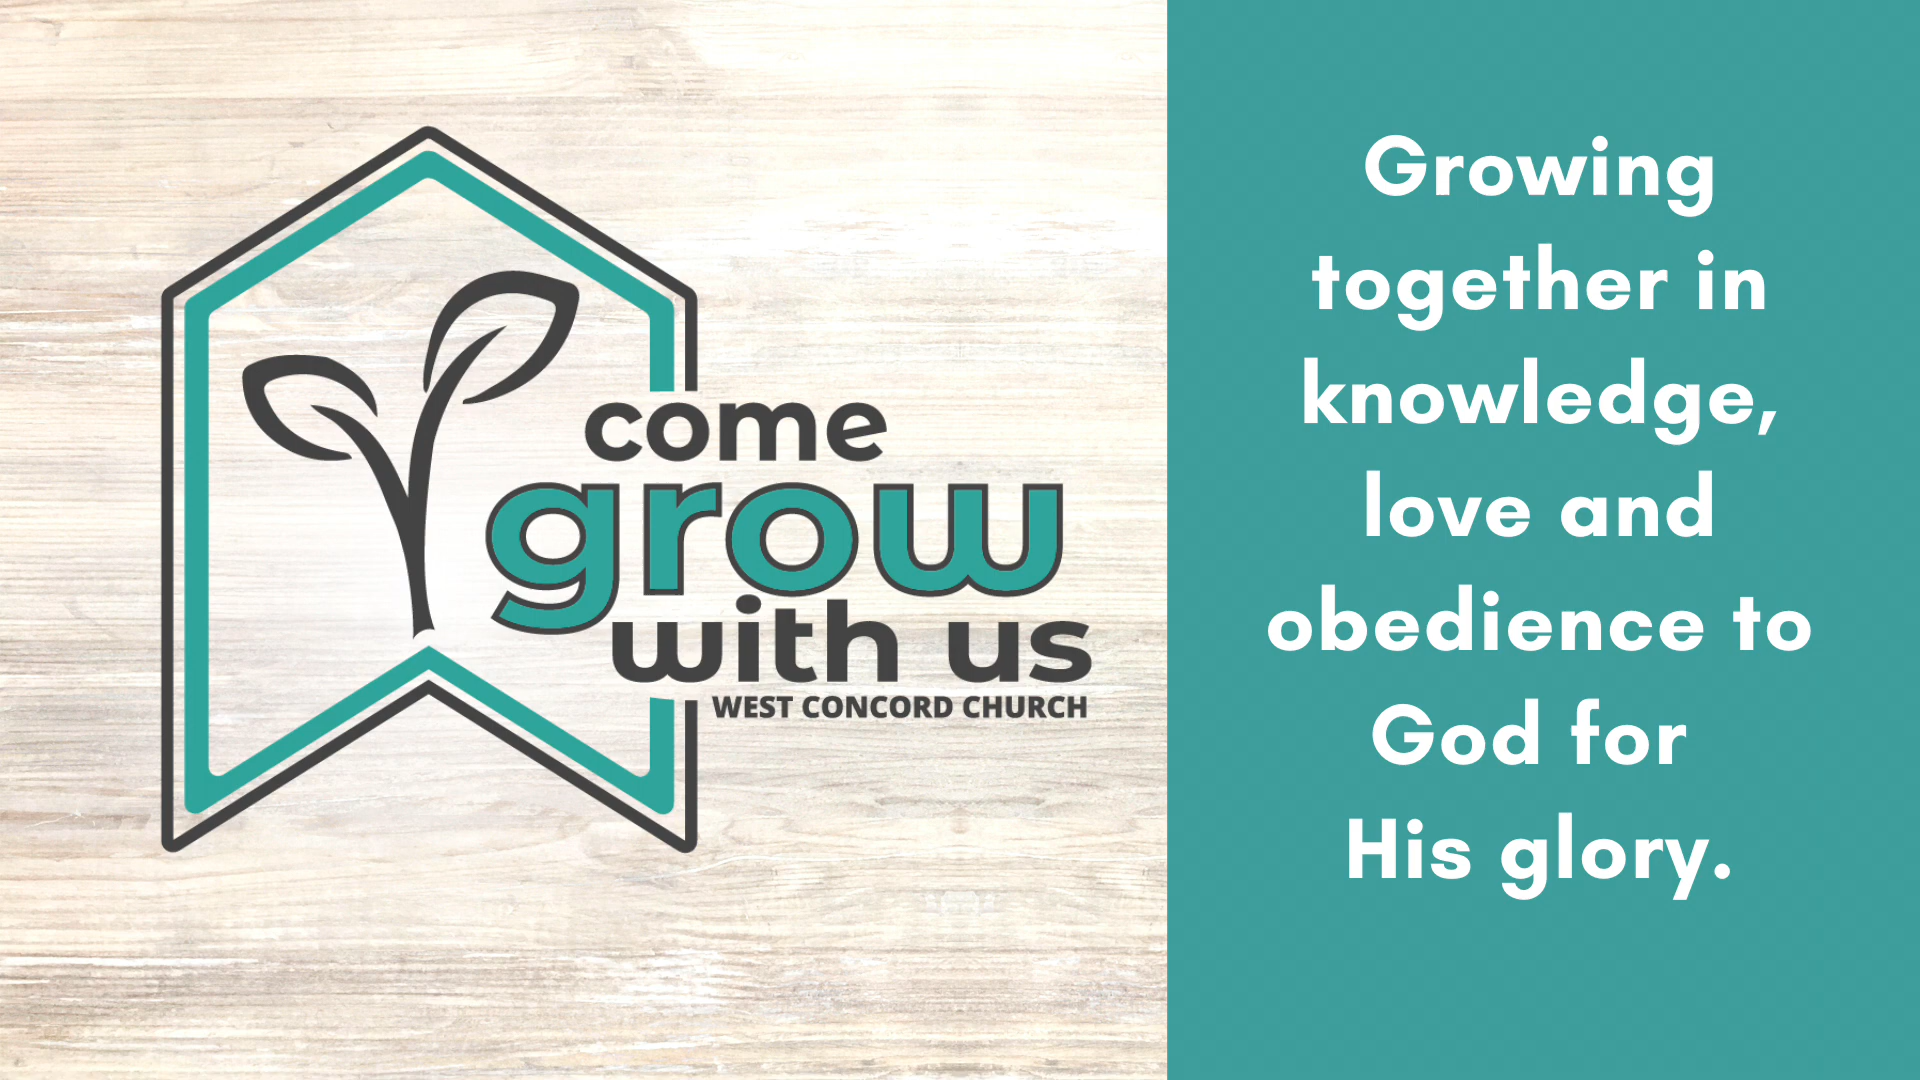 come
grow
with us
WEST CONCORD CHURCH
Growing
together in
knowledge,
love and
obedience to
God for
His glory.